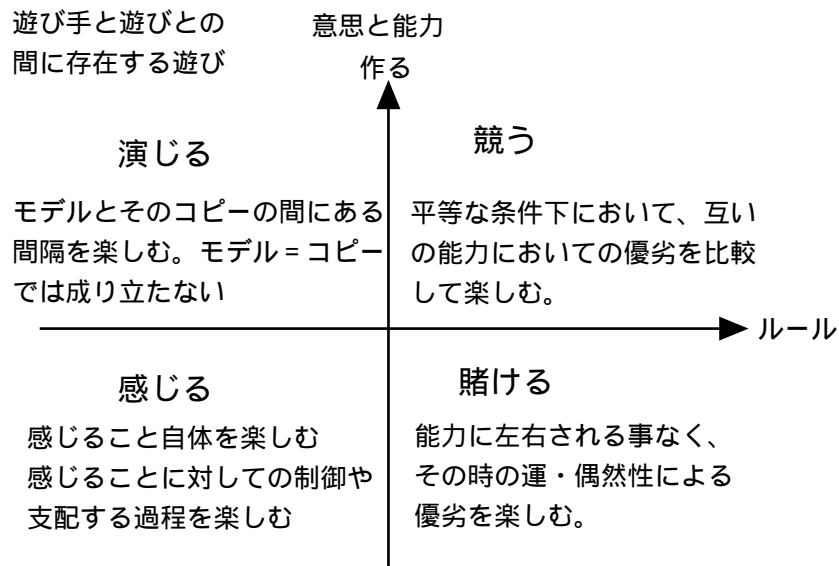 遊び手と遊びとの
間に存在する遊び
意思と能力
作る
演じる
モデルとそのコピーの間にある
間隔を楽しむ。モデル＝コピー
では成り立たない
競う
平等な条件下において、互い
の能力においての優劣を比較
して楽しむ。
ルール
感じる
感じること自体を楽しむ
感じることに対しての制御や
支配する過程を楽しむ
賭ける
能力に左右される事なく、
その時の運・偶然性による
優劣を楽しむ。